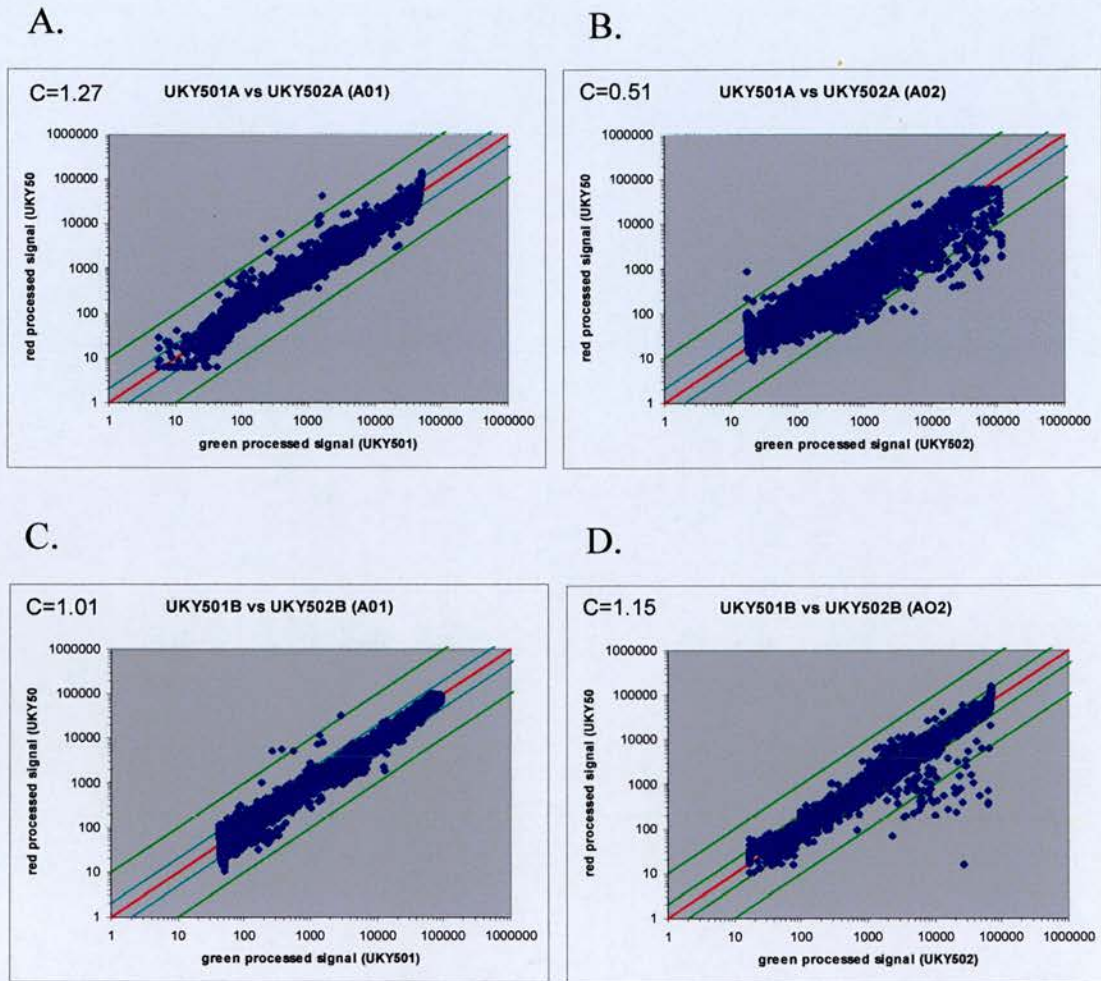 A.
B.
C=1.27
UKY501A vs UKY502A (A01)
red processed signal (UKY50
1000000
100000
10000
1000
100
10
1
1 10 100 1000 10000 100000 1000000
green processed signal (UKY501)
C=0.51
UKY501A vs UKY502A (A02)
red processed signal (UKY50
1000000
100000
10000
1000
100
10
1
1 10 100 1000 10000 100000 1000000
green processed signal (UKY502)
C.
D.
C=1.01
UKY501B vs UKY502B (A01)
red processed signal (UKY50
1000000
100000
10000
1000
100
10
1
1 10 100 1000 10000 100000 1000000
green processed signal (UKY501)
C=1.15
UKY501B vs UKY502B (AO2)
red processed signal (UKY50
1000000
100000
10000
1000
100
10
1
1 10 100 1000 10000 100000 1000000
green processed signal (UKY502)